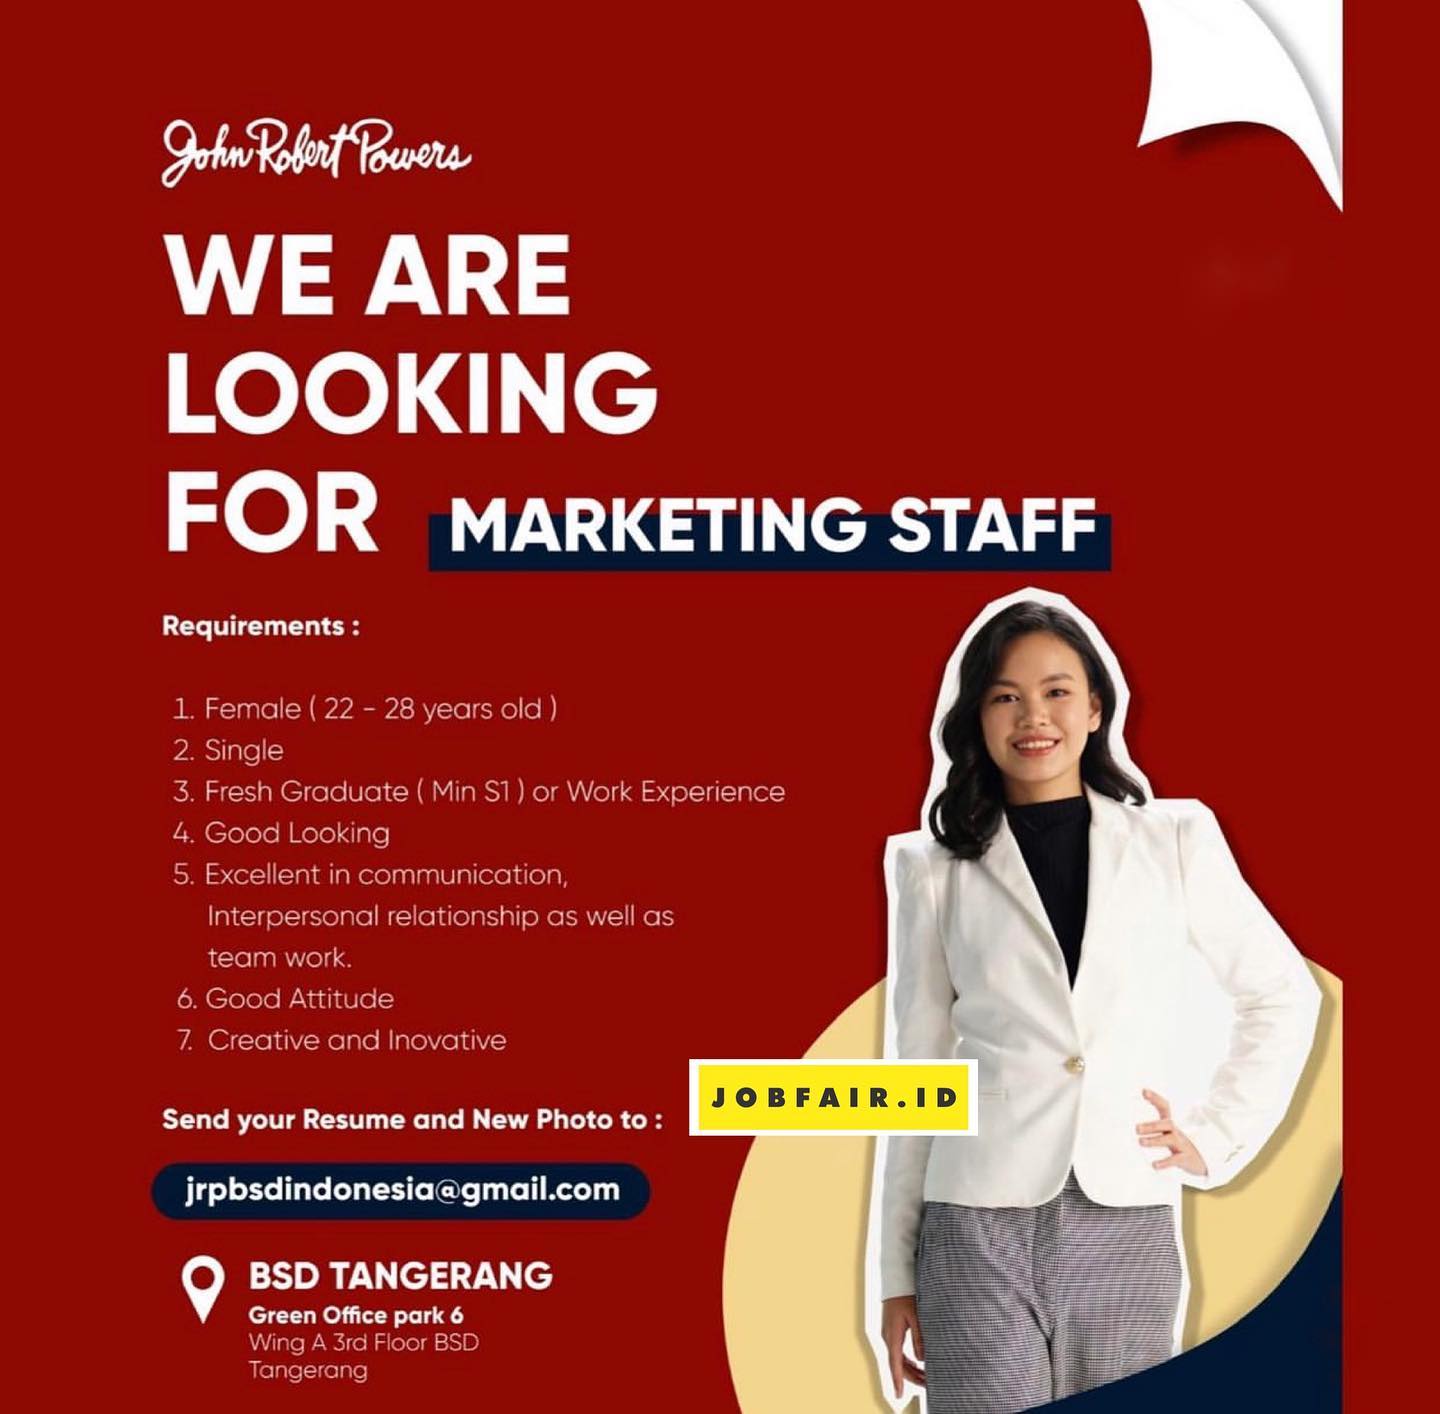 John Robert Powers
WE ARE
LOOKING
FOR MARKETING STAFF
Requirements :
1. Female ( 22 - 28 years old )
2. Single
3. Fresh Graduate ( Min S1 ) or Work Experience
4. Good Looking
5. Excellent in communication,
Interpersonal relationship as well as
team work.
6. Good Attitude
7. Creative and Inovative
JOBFAIR.ID
Send your Resume and New Photo to :
jrpbsdindonesia@gmail.com
BSD TANGERANG
Green Office park 6
Wing A 3rd Floor BSD
Tangerang